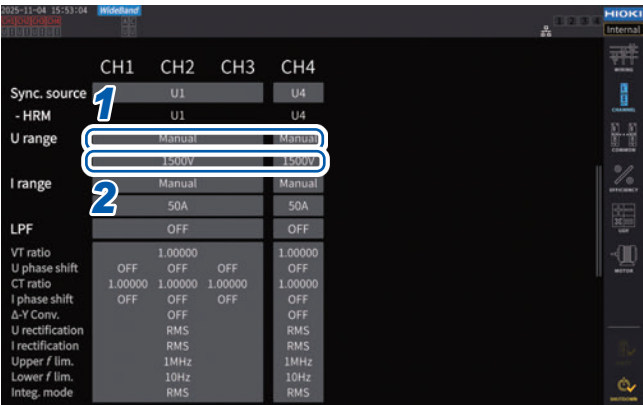 2025-11-04 15:53:04 WideBand
HIOKI
1 2 3 4 Internal
CH1 CH2 CH3 CH4
WIRING
Sync. source U1 U4
- HRM U1 U4
CHANNEL
1
U range Manual Manual
COMMON
1500V 1500V
I range Manual Manual
EFFICIENCY
2
50A 50A
LPF OFF OFF
UDF
VT ratio 1.00000 1.00000
U phase shift OFF OFF OFF OFF
MOTOR
CT ratio 1.00000 1.00000 1.00000 1.00000
I phase shift OFF OFF OFF OFF
Δ-Y Conv. OFF OFF
U rectification RMS RMS
I rectification RMS RMS
Upper f lim. 1MHz 1MHz
Lower f lim. 10Hz 10Hz
Integ. mode RMS RMS
SHUTDOWN